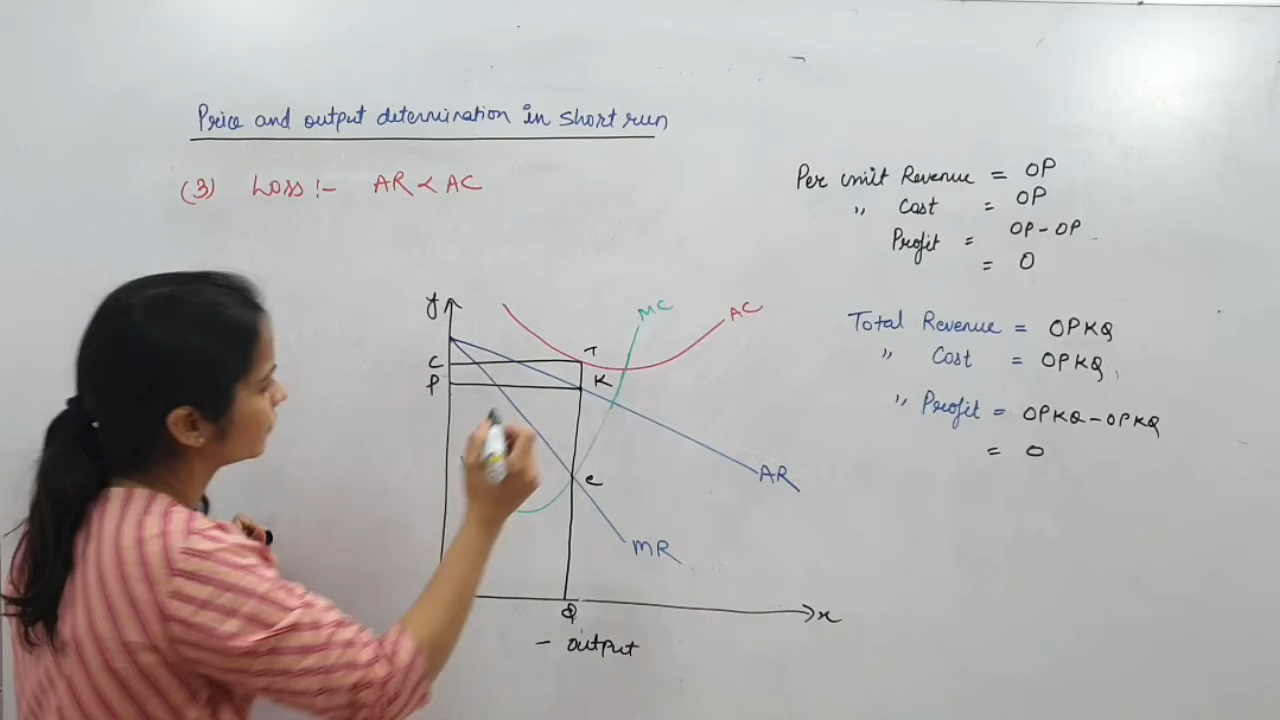 Price and output determination in short run
(3) Loss :- AR < AC
Per unit Revenue = OP
" Cost = OP
Profit = OP - OP
= 0
Total Revenue = OPKQ
" Cost = OPKQ
" Profit = OPKQ - OPKQ
= 0
y
MC
AC
C
T
P
K
e
AR
MR
Q
x
- output